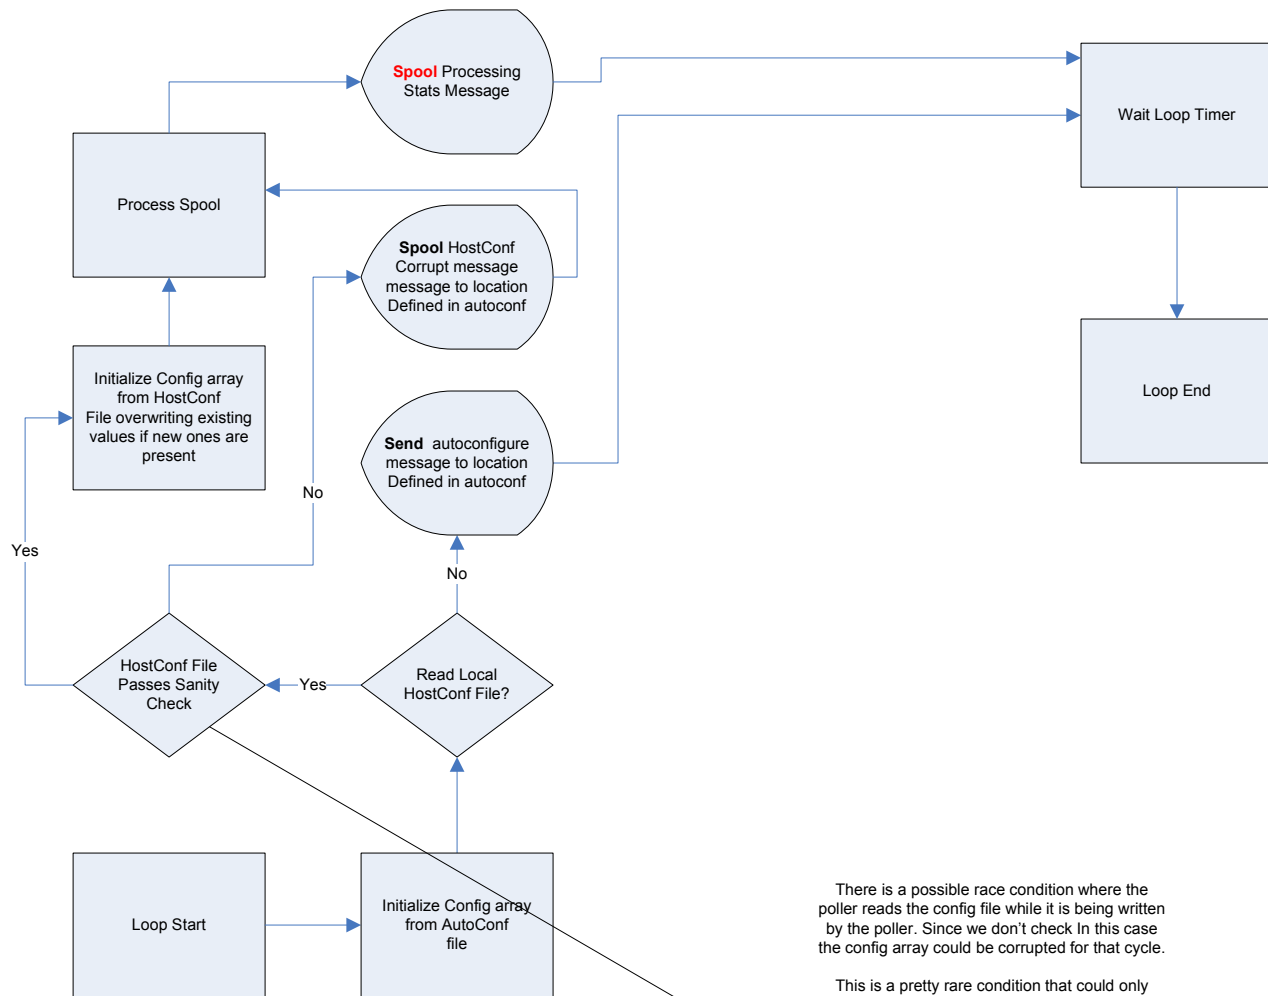 Spool Processing
Stats Message
Wait Loop Timer
Process Spool
Spool HostConf
Corrupt message
message to location
Defined in autoconf
Initialize Config array
from HostConf
File overwriting existing
values if new ones are
present
Loop End
Send autoconfigure
message to location
Defined in autoconf
No
Yes
No
HostConf File
Passes Sanity
Check
Yes
Read Local
HostConf File?
Loop Start
Initialize Config array
from AutoConf
file
There is a possible race condition where the
poller reads the config file while it is being written
by the poller. Since we don't check In this case
the config array could be corrupted for that cycle.
This is a pretty rare condition that could only